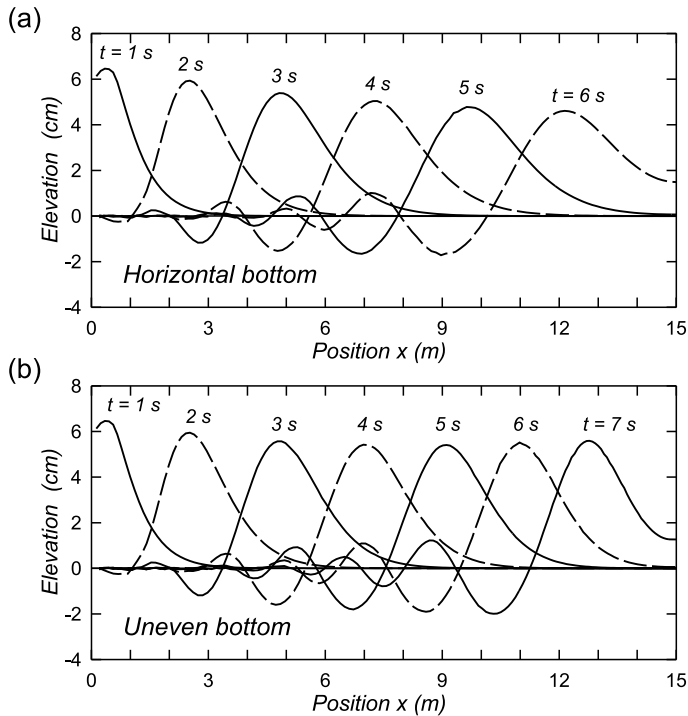 (a)
t = 1 s
2 s
3 s
4 s
5 s
t = 6 s
8
6
4
2
0
-2
-4
Elevation (cm)
Horizontal bottom
0
3
6
9
12
15
Position x (m)
(b)
t = 1 s
2 s
3 s
4 s
5 s
6 s
t = 7 s
8
6
4
2
0
-2
-4
Elevation (cm)
Uneven bottom
0
3
6
9
12
15
Position x (m)